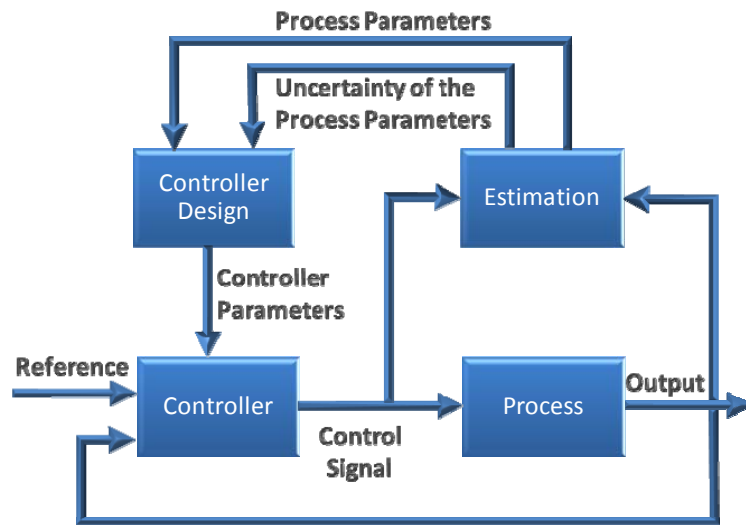 Process Parameters
Uncertainty of the
Process Parameters
Controller
Design
Estimation
Controller
Parameters
Reference
Controller
Process
Output
Control
Signal